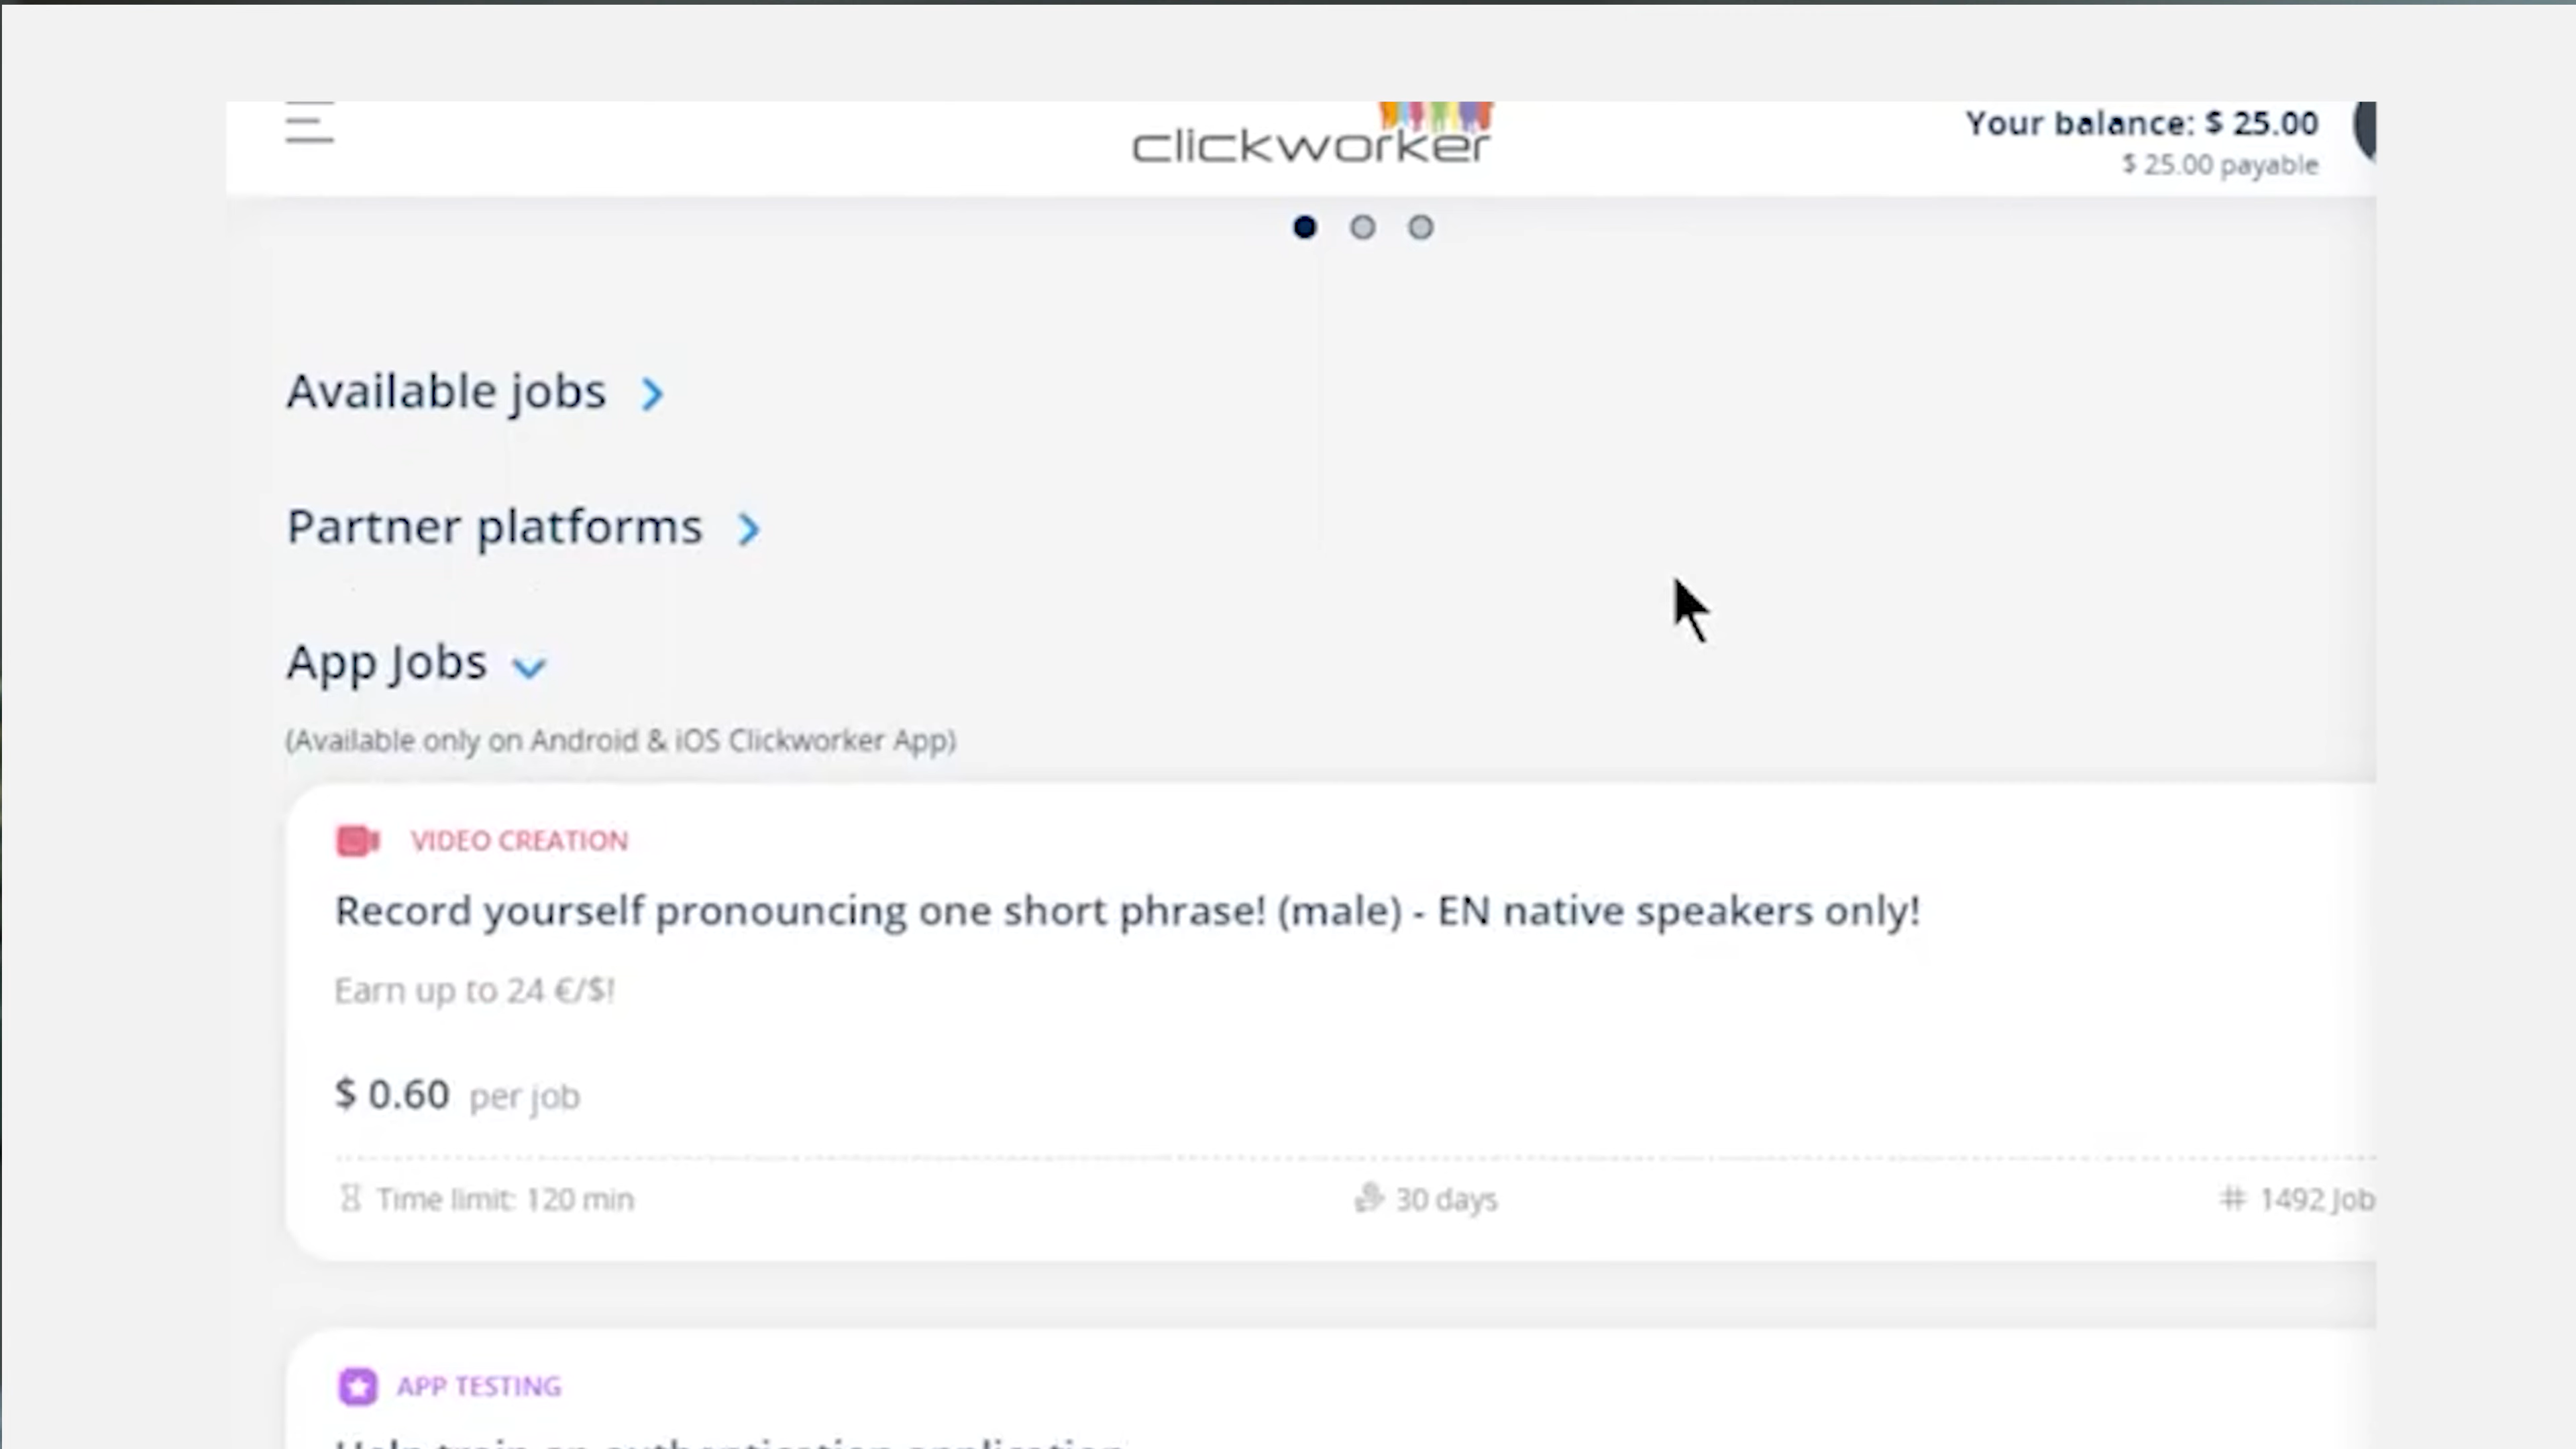 clickworker
Your balance: $ 25.00
$ 25.00 payable
Available jobs
Partner platforms
App Jobs
(Available only on Android & iOS Clickworker App)
VIDEO CREATION
Record yourself pronouncing one short phrase! (male) - EN native speakers only!
Earn up to 24 €/$!
$ 0.60 per job
Time limit: 120 min
30 days
# 1492 Job
APP TESTING